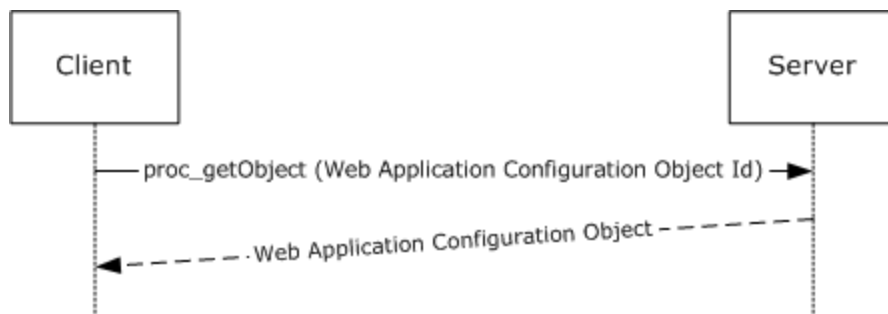 Client
Server
proc_getObject (Web Application Configuration Object Id)
Web Application Configuration Object